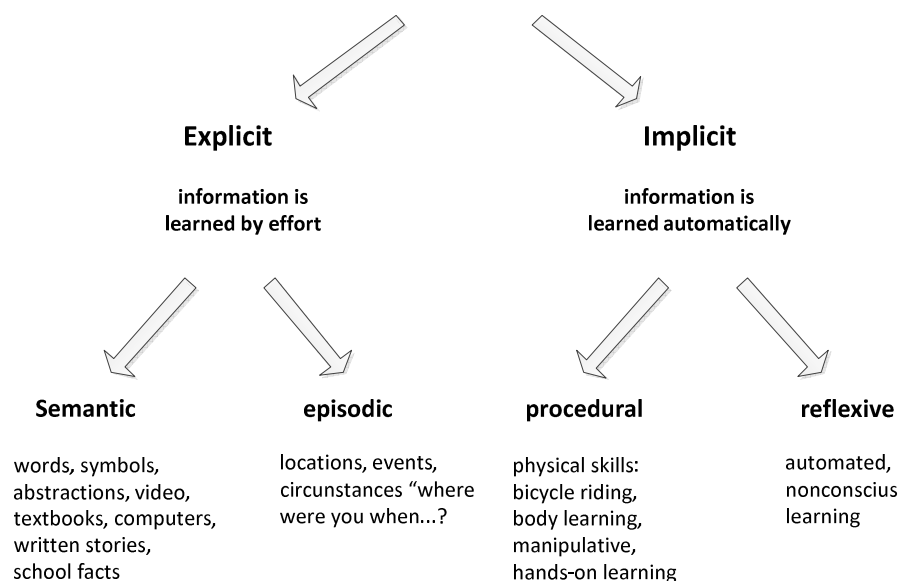 Explicit
Implicit
information is
learned by effort
information is
learned automatically
Semantic
episodic
procedural
reflexive
words, symbols,
abstractions, video,
textbooks, computers,
written stories,
school facts
locations, events,
circumstances “where
were you when...?
physical skills:
bicycle riding,
body learning,
manipulative,
hands-on learning
automated,
nonconscius
learning